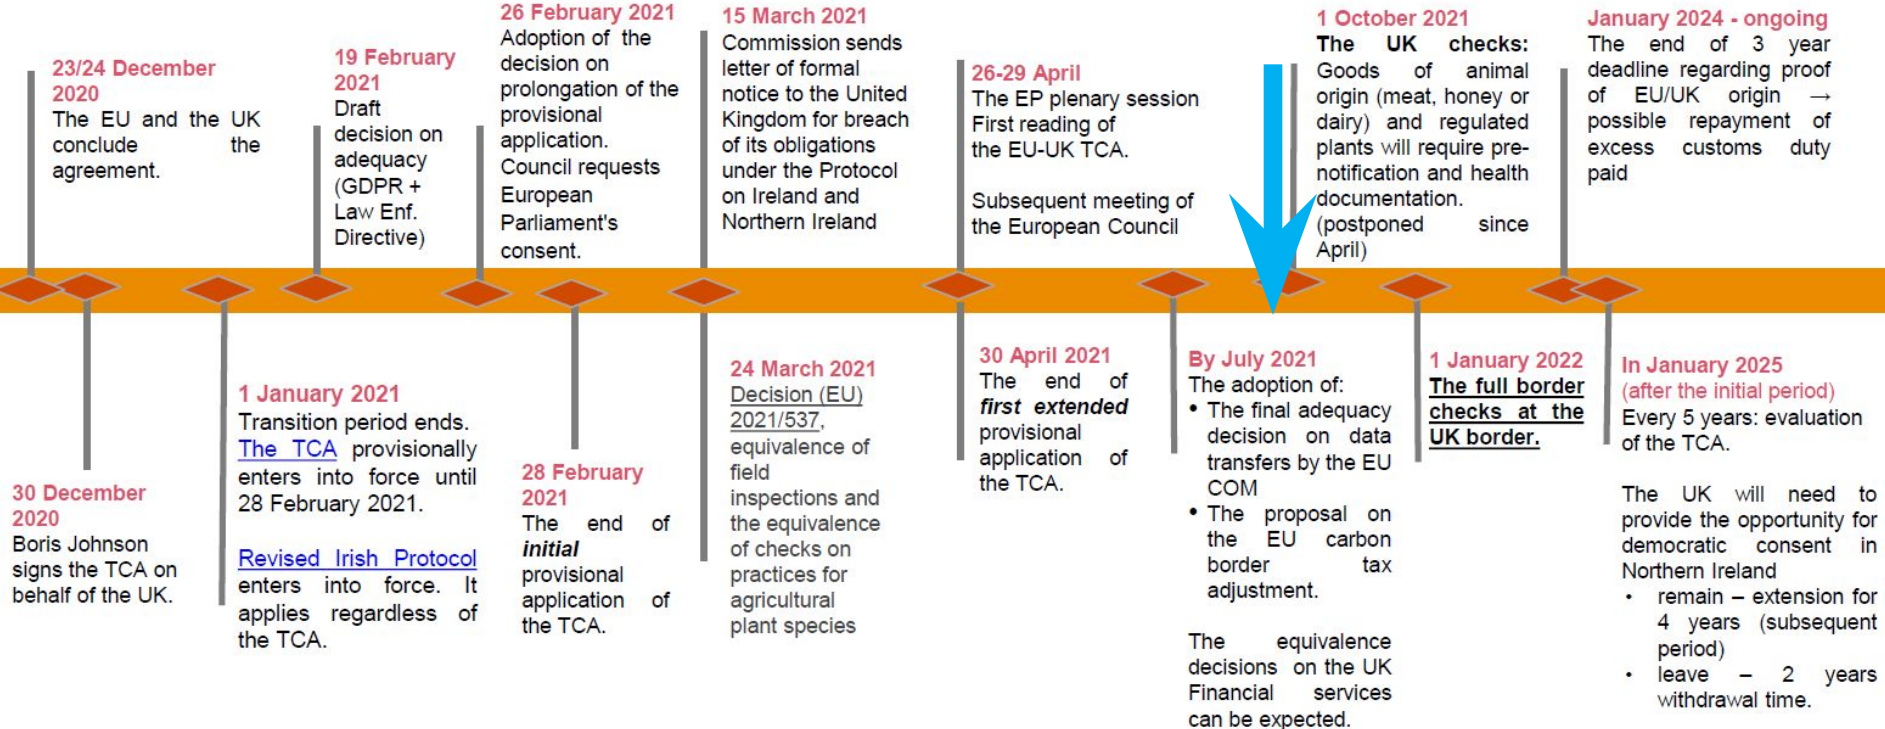 23/24 December
2020
The EU and the UK
conclude the
agreement.
30 December
2020
Boris Johnson
signs the TCA on
behalf of the UK.
1 January 2021
Transition period ends.
The TCA provisionally
enters into force until
28 February 2021.
Revised Irish Protocol
enters into force. It
applies regardless of
the TCA.
19 February
2021
Draft
decision on
adequacy
(GDPR +
Law Enf.
Directive)
26 February 2021
Adoption of the
decision on
prolongation of the
provisional
application.
Council requests
European
Parliament's
consent.
28 February
2021
The end of
initial
provisional
application of
the TCA.
15 March 2021
Commission sends
letter of formal
notice to the United
Kingdom for breach
of its obligations
under the Protocol
on Ireland and
Northern Ireland
24 March 2021
Decision (EU)
2021/537,
equivalence of
field
inspections and
the equivalence
of checks on
practices for
agricultural
plant species
26-29 April
The EP plenary session
First reading of
the EU-UK TCA.
Subsequent meeting of
the European Council
30 April 2021
The end of
first extended
provisional
application of
the TCA.
By July 2021
The adoption of:
• The final adequacy
decision on data
transfers by the EU
COM
• The proposal on
the EU carbon
border tax
adjustment.
The equivalence
decisions on the UK
Financial services
can be expected.
1 October 2021
The UK checks:
Goods of animal
origin (meat, honey or
dairy) and regulated
plants will require pre-
notification and health
documentation.
(postponed since
April)
1 January 2022
The full border
checks at the
UK border.
January 2024 - ongoing
The end of 3 year
deadline regarding proof
of EU/UK origin →
possible repayment of
excess customs duty
paid
In January 2025
(after the initial period)
Every 5 years: evaluation
of the TCA.
The UK will need to
provide the opportunity for
democratic consent in
Northern Ireland
• remain – extension for
4 years (subsequent
period)
• leave – 2 years
withdrawal time.